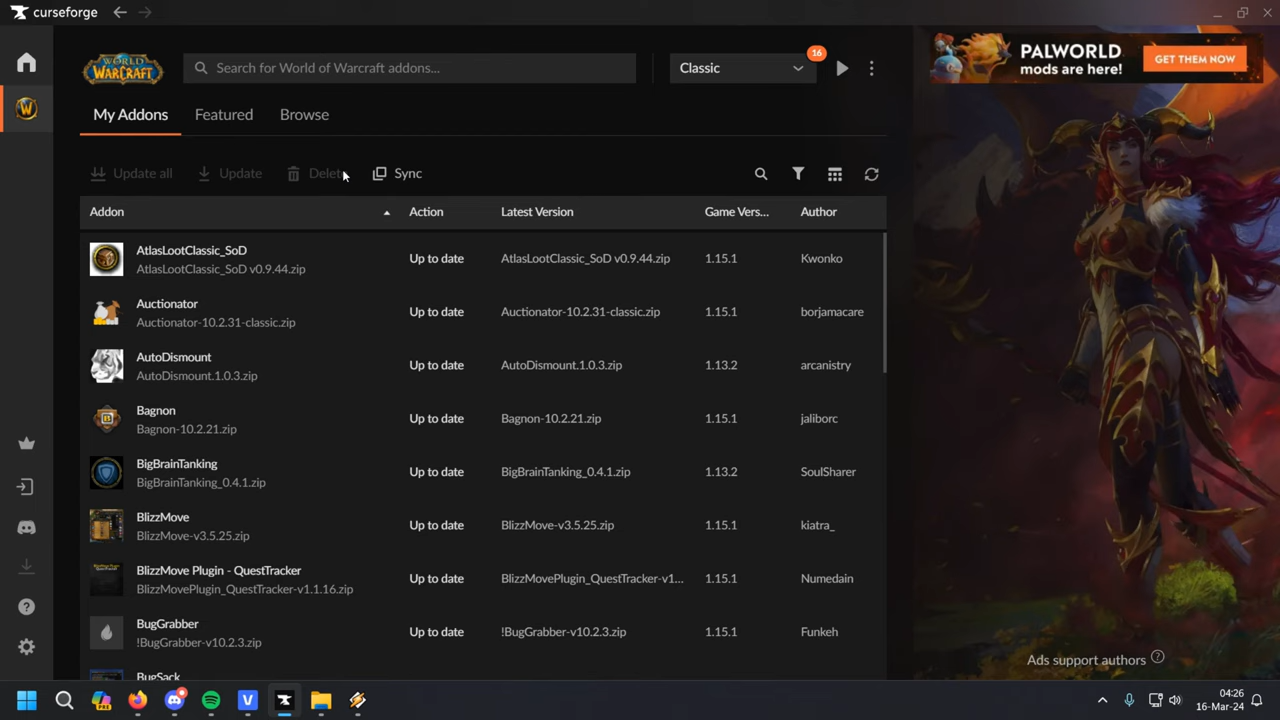 curseforge
WORLD
WARCRAFT
Search for World of Warcraft addons...
Classic
16
PALWORLD
mods are here!
GET THEM NOW
My Addons
Featured
Browse
Update all
Update
Delete
Sync
Addon
Action
Latest Version
Game Vers...
Author
AtlasLootClassic_SoD
AtlasLootClassic_SoD v0.9.44.zip
Up to date
AtlasLootClassic_SoD v0.9.44.zip
1.15.1
Kwonko
Auctionator
Auctionator-10.2.31-classic.zip
Up to date
Auctionator-10.2.31-classic.zip
1.15.1
borjamacare
AutoDismount
AutoDismount.1.0.3.zip
Up to date
AutoDismount.1.0.3.zip
1.13.2
arcanistry
Bagnon
Bagnon-10.2.21.zip
Up to date
Bagnon-10.2.21.zip
1.15.1
jaliborc
BigBrainTanking
BigBrainTanking_0.4.1.zip
Up to date
BigBrainTanking_0.4.1.zip
1.13.2
SoulSharer
BlizzMove
BlizzMove-v3.5.25.zip
Up to date
BlizzMove-v3.5.25.zip
1.15.1
kiatra_
BlizzMove Plugin - QuestTracker
BlizzMovePlugin_QuestTracker-v1.1.16.zip
Up to date
BlizzMovePlugin_QuestTracker-v1...
1.15.1
Numedain
BugGrabber
!BugGrabber-v10.2.3.zip
Up to date
!BugGrabber-v10.2.3.zip
1.15.1
Funkeh
BugSack
Ads support authors
PRE
V
04:26
16-Mar-24